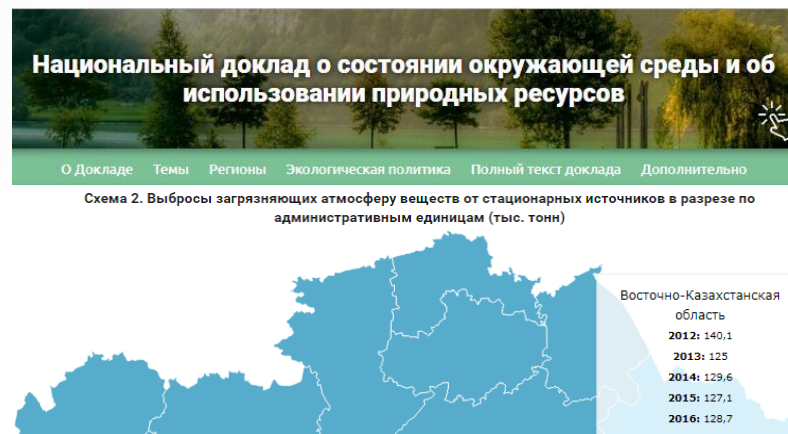 Национальный доклад о состоянии окружающей среды и об
использовании природных ресурсов
О Докладе Темы Регионы Экологическая политика Полный текст доклада Дополнительно
Схема 2. Выбросы загрязняющих атмосферу веществ от стационарных источников в разрезе по
административным единицам (тыс. тонн)
Восточно-Казахстанская
область
2012: 140,1
2013: 125
2014: 129,6
2015: 127,1
2016: 128,7